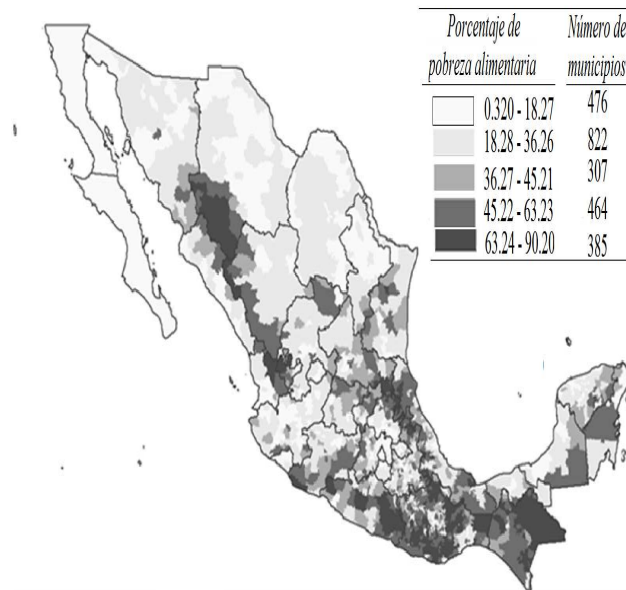 Porcentaje de pobreza alimentaria
Número de municipios
0.320 - 18.27 476
18.28 - 36.26 822
36.27 - 45.21 307
45.22 - 63.23 464
63.24 - 90.20 385